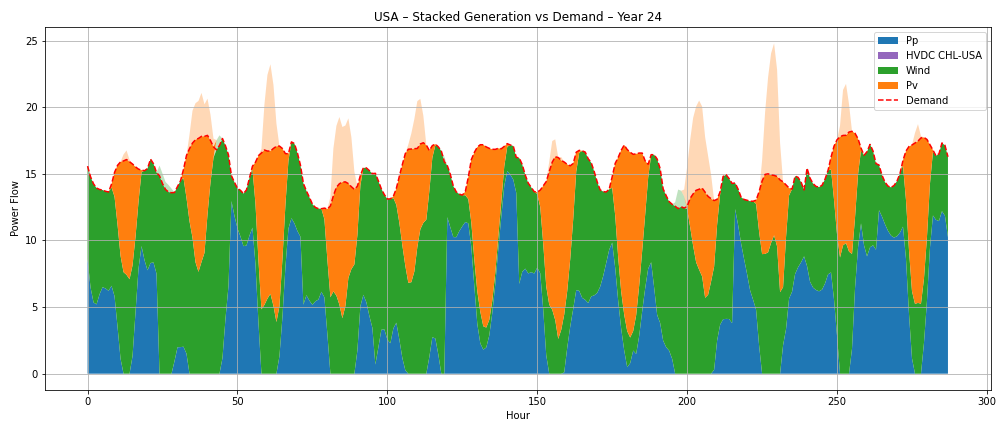 USA – Stacked Generation vs Demand – Year 24
Power Flow
25
20
15
10
5
0
0 50 100 150 200 250 300
Hour
Pp
HVDC CHL-USA
Wind
Pv
Demand